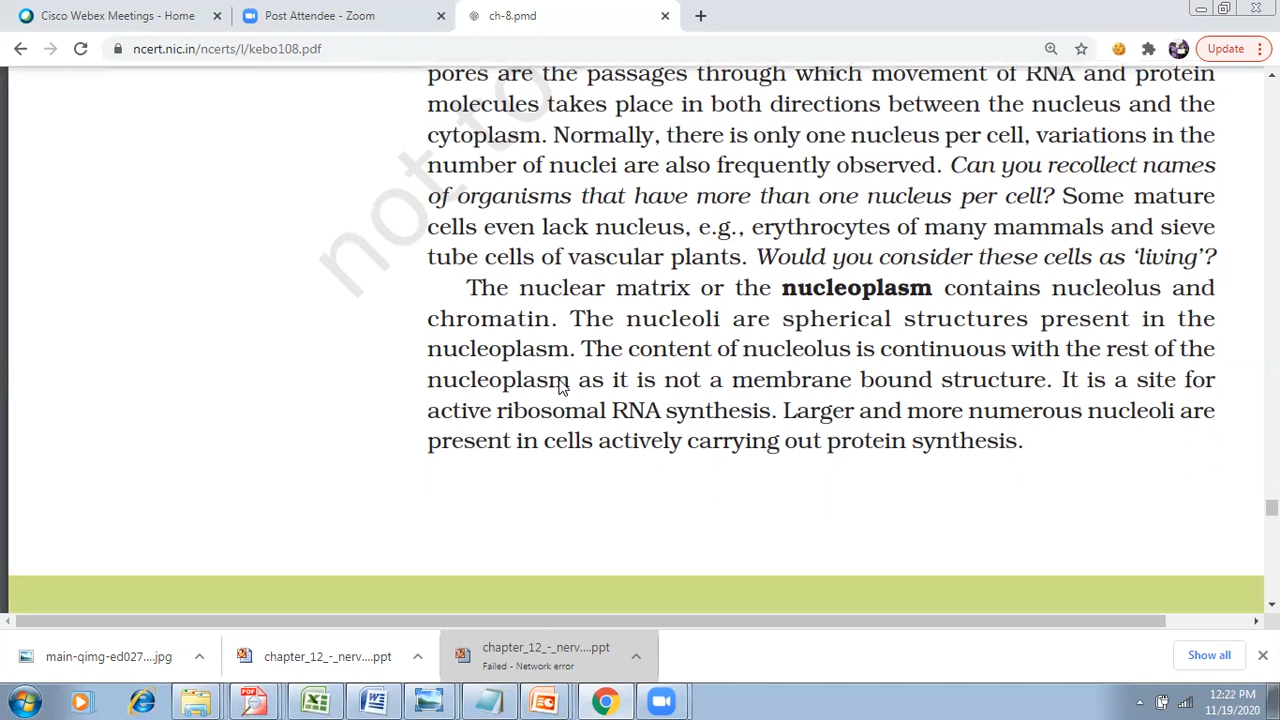 Cisco Webex Meetings - Home
Post Attendee - Zoom
ch-8.pmd
ncert.nic.in/ncerts/l/kebo108.pdf
Update
pores are the passages through which movement of RNA and protein
molecules takes place in both directions between the nucleus and the
cytoplasm. Normally, there is only one nucleus per cell, variations in the
number of nuclei are also frequently observed. Can you recollect names
of organisms that have more than one nucleus per cell? Some mature
cells even lack nucleus, e.g., erythrocytes of many mammals and sieve
tube cells of vascular plants. Would you consider these cells as ‘living’?
The nuclear matrix or the nucleoplasm contains nucleolus and
chromatin. The nucleoli are spherical structures present in the
nucleoplasm. The content of nucleolus is continuous with the rest of the
nucleoplasm as it is not a membrane bound structure. It is a site for
active ribosomal RNA synthesis. Larger and more numerous nucleoli are
present in cells actively carrying out protein synthesis.
not to
main-qimg-ed027....jpg
chapter_12_-_nerv....ppt
chapter_12_-_nerv....ppt
Failed - Network error
Show all
12:22 PM
11/19/2020